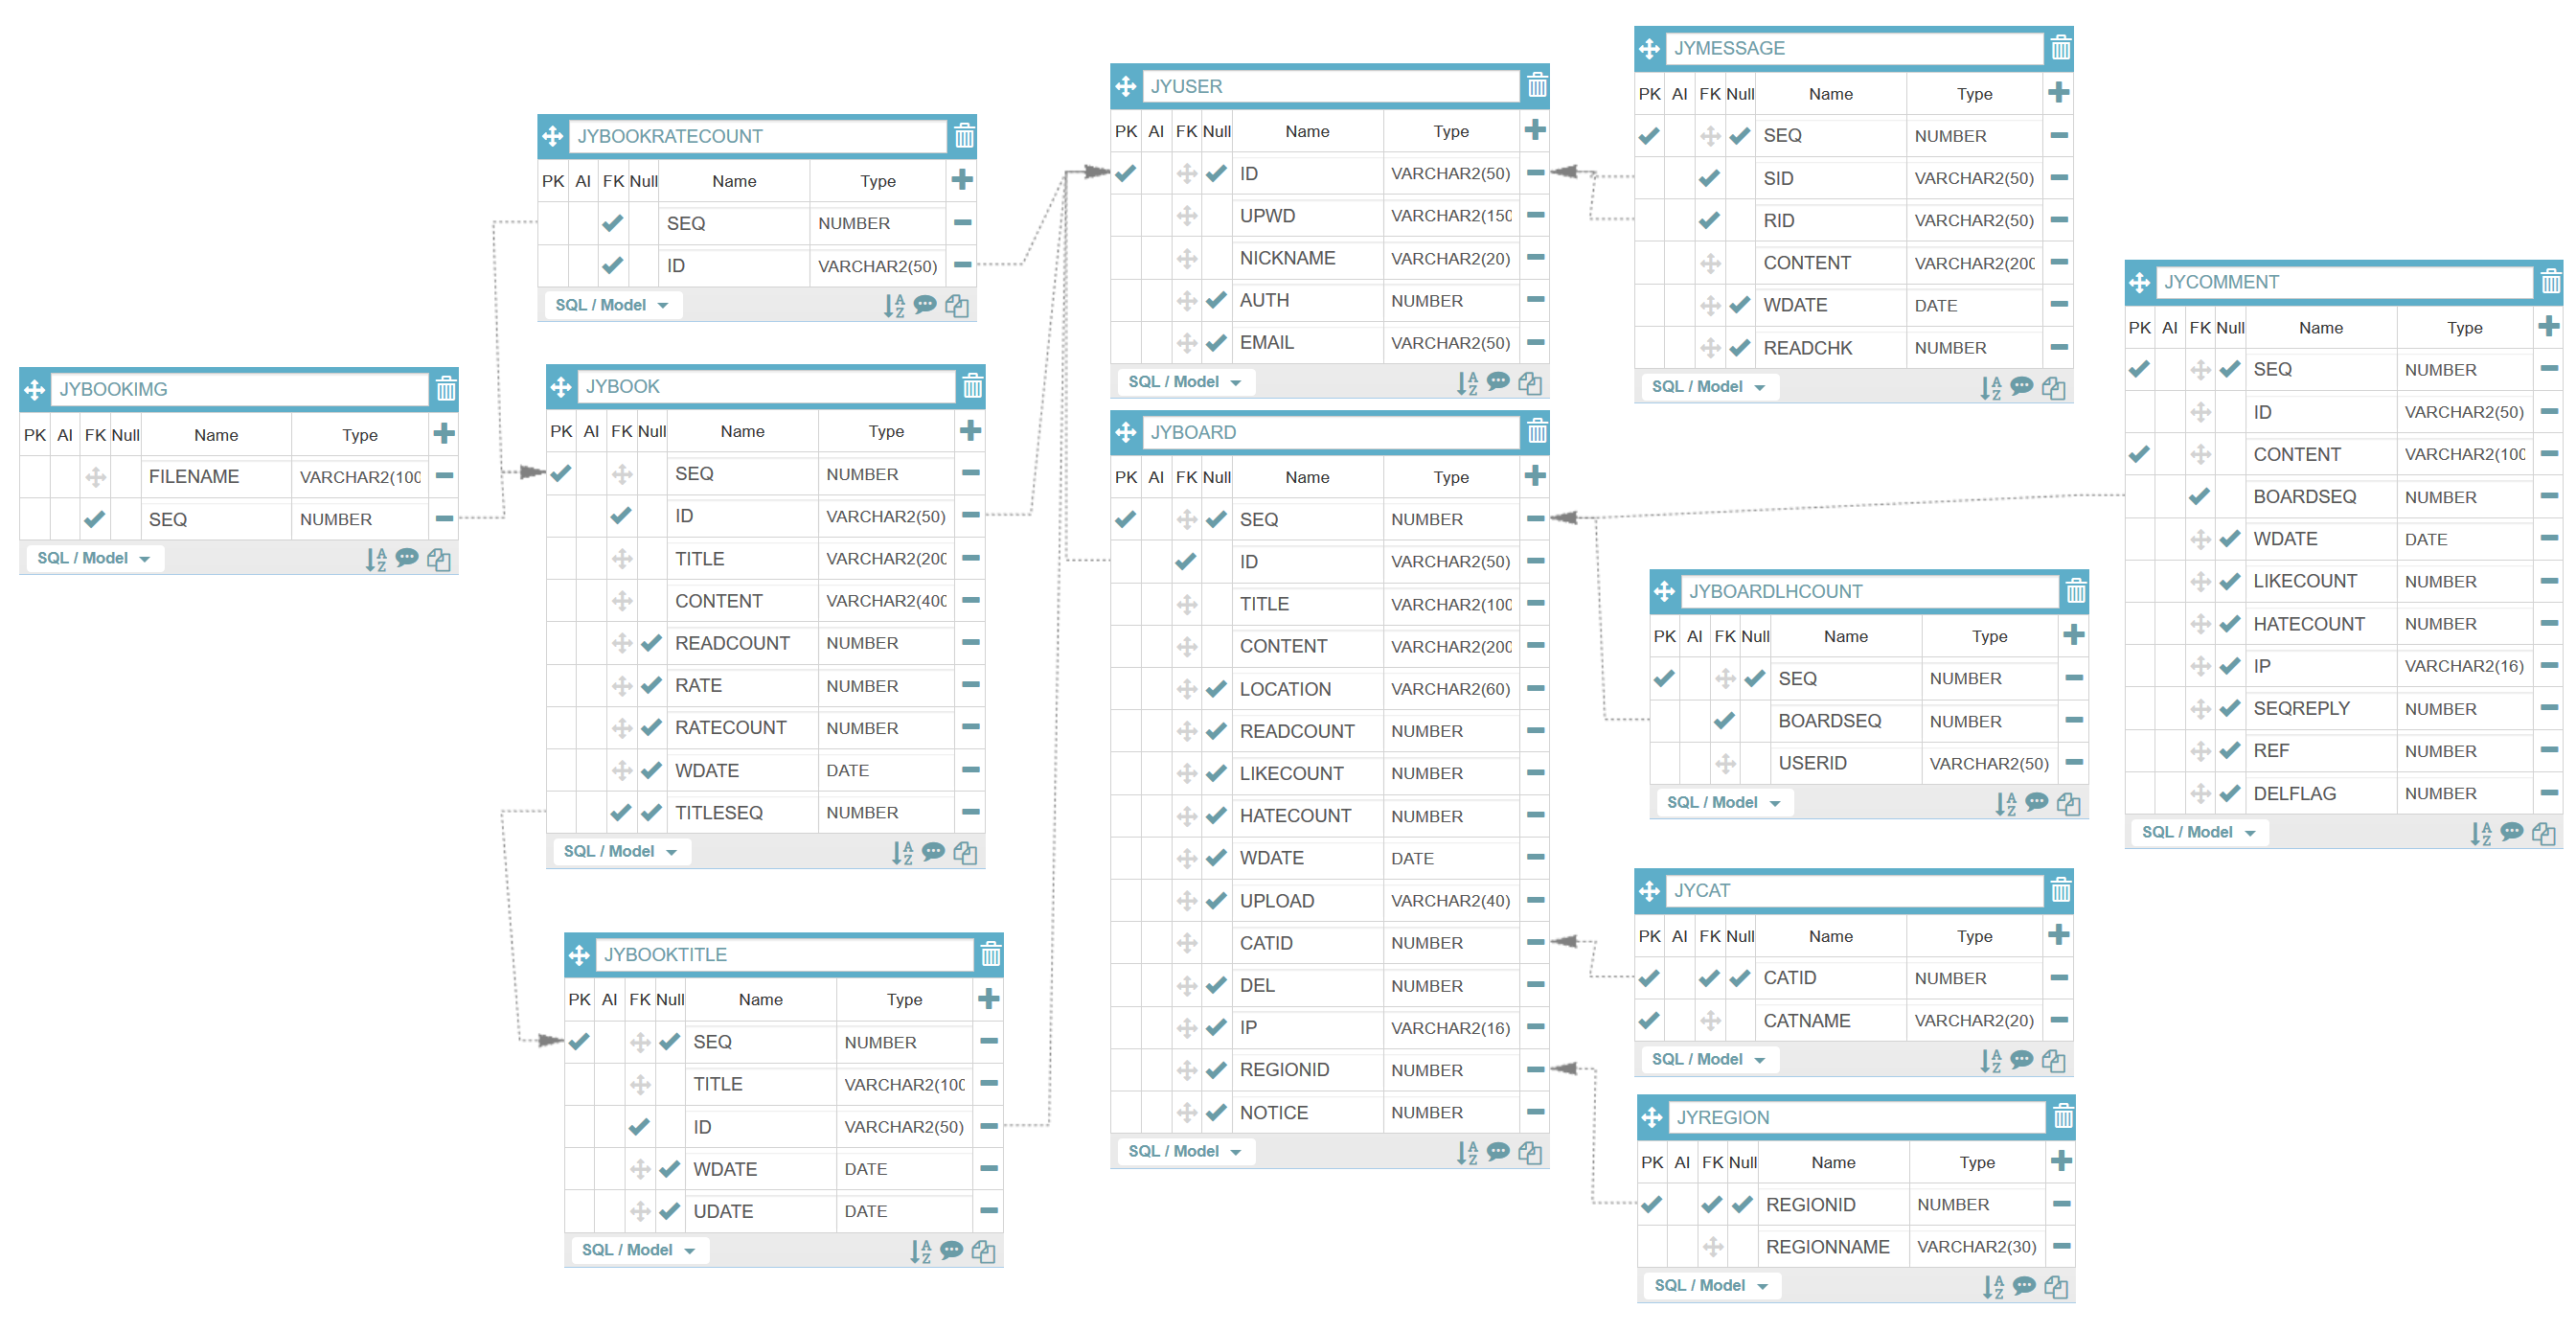 JYBOOKIMG
PK AI FK Null Name Type
FILENAME VARCHAR2(100
SEQ NUMBER
SQL / Model
JYBOOKRATECOUNT
PK AI FK Null Name Type
SEQ NUMBER
ID VARCHAR2(50)
SQL / Model
JYBOOK
PK AI FK Null Name Type
SEQ NUMBER
ID VARCHAR2(50)
TITLE VARCHAR2(200
CONTENT VARCHAR2(400
READCOUNT NUMBER
RATE NUMBER
RATECOUNT NUMBER
WDATE DATE
TITLESEQ NUMBER
SQL / Model
JYBOOKTITLE
PK AI FK Null Name Type
SEQ NUMBER
TITLE VARCHAR2(100
ID VARCHAR2(50)
WDATE DATE
UDATE DATE
SQL / Model
JYUSER
PK AI FK Null Name Type
ID VARCHAR2(50)
UPWD VARCHAR2(150
NICKNAME VARCHAR2(20)
AUTH NUMBER
EMAIL VARCHAR2(50)
SQL / Model
JYBOARD
PK AI FK Null Name Type
SEQ NUMBER
ID VARCHAR2(50)
TITLE VARCHAR2(100
CONTENT VARCHAR2(200
LOCATION VARCHAR2(60)
READCOUNT NUMBER
LIKECOUNT NUMBER
HATECOUNT NUMBER
WDATE DATE
UPLOAD VARCHAR2(40)
CATID NUMBER
DEL NUMBER
IP VARCHAR2(16)
REGIONID NUMBER
NOTICE NUMBER
SQL / Model
JYMESSAGE
PK AI FK Null Name Type
SEQ NUMBER
SID VARCHAR2(50)
RID VARCHAR2(50)
CONTENT VARCHAR2(200
WDATE DATE
READCHK NUMBER
SQL / Model
JYBOARDLHCOUNT
PK AI FK Null Name Type
SEQ NUMBER
BOARDSEQ NUMBER
USERID VARCHAR2(50)
SQL / Model
JYCAT
PK AI FK Null Name Type
CATID NUMBER
CATNAME VARCHAR2(20)
SQL / Model
JYREGION
PK AI FK Null Name Type
REGIONID NUMBER
REGIONNAME VARCHAR2(30)
SQL / Model
JYCOMMENT
PK AI FK Null Name Type
SEQ NUMBER
ID VARCHAR2(50)
CONTENT VARCHAR2(100
BOARDSEQ NUMBER
WDATE DATE
LIKECOUNT NUMBER
HATECOUNT NUMBER
IP VARCHAR2(16)
SEQREPLY NUMBER
REF NUMBER
DELFLAG NUMBER
SQL / Model